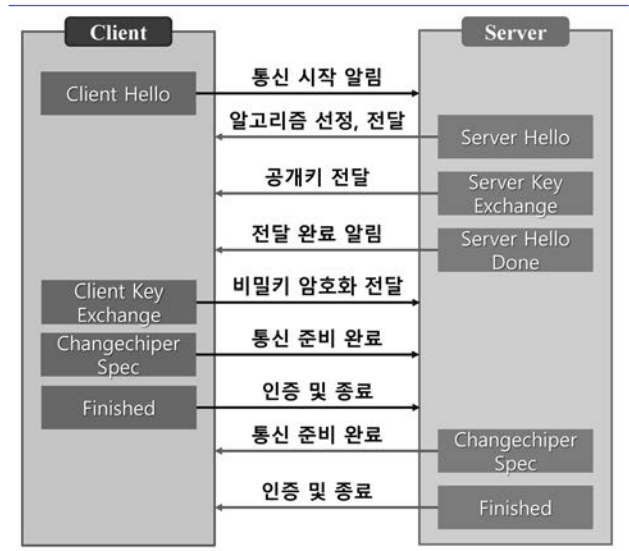 Client
Server
통신 시작 알림
Client Hello
알고리즘 선정, 전달
Server Hello
공개키 전달
Server Key
Exchange
전달 완료 알림
Server Hello
Done
비밀키 암호화 전달
Client Key
Exchange
통신 준비 완료
Changechiper
Spec
인증 및 종료
Finished
통신 준비 완료
Changechiper
Spec
인증 및 종료
Finished